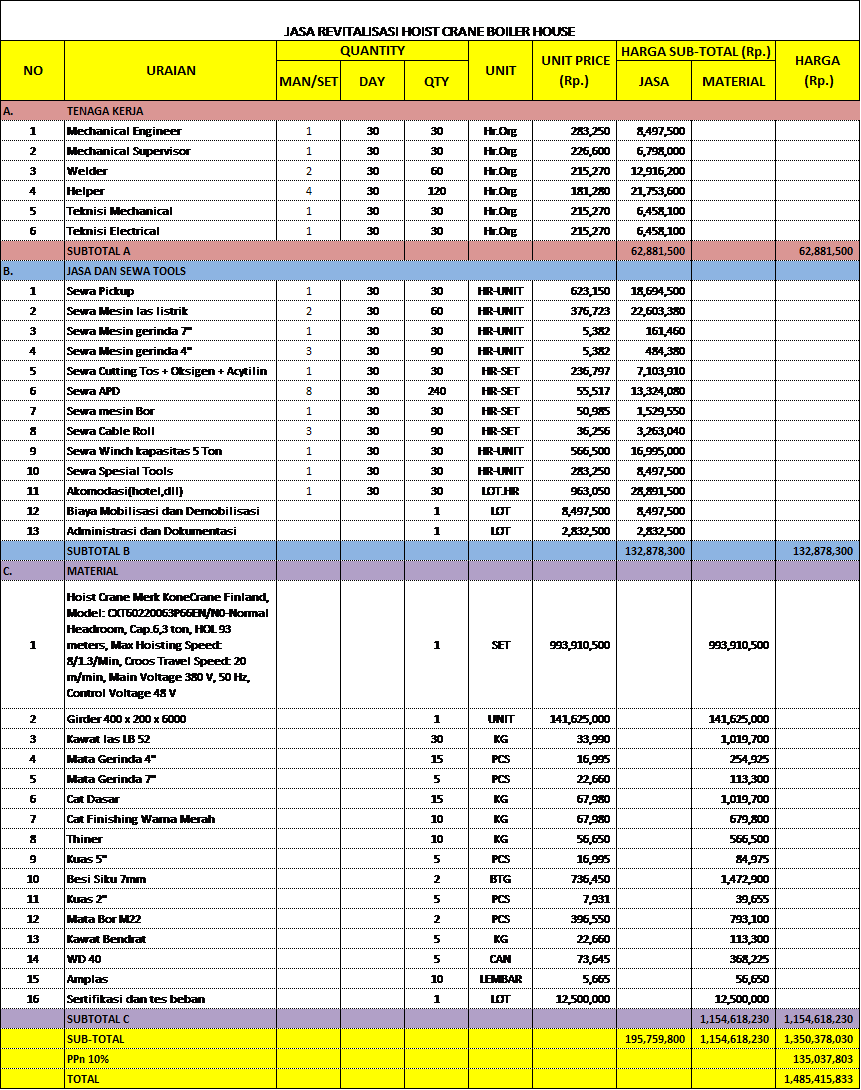 JASA REVITALISASI HOIST CRANE BOILER HOUSE
NO URAIAN QUANTITY UNIT UNIT PRICE (Rp.) HARGA SUB-TOTAL (Rp.) HARGA (Rp.)
MAN/SET DAY QTY JASA MATERIAL
A. TENAGA KERJA
1 Mechanical Engineer 1 30 30 Hr.Org 283,250 8,497,500
2 Mechanical Supervisor 1 30 30 Hr.Org 226,600 6,798,000
3 Welder 2 30 60 Hr.Org 215,270 12,916,200
4 Helper 4 30 120 Hr.Org 181,280 21,753,600
5 Teknisi Mechanical 1 30 30 Hr.Org 215,270 6,458,100
6 Teknisi Electrical 1 30 30 Hr.Org 215,270 6,458,100
SUBTOTAL A 62,881,500 62,881,500
B. JASA DAN SEWA TOOLS
1 Sewa Pickup 1 30 30 HR-UNIT 623,150 18,694,500
2 Sewa Mesin las listrik 2 30 60 HR-UNIT 376,723 22,603,380
3 Sewa Mesin gerinda 7" 1 30 30 HR-UNIT 5,382 161,460
4 Sewa Mesin gerinda 4" 3 30 90 HR-UNIT 5,382 484,380
5 Sewa Cutting Tos + Oksigen + Acytilin 1 30 30 HR-SET 236,797 7,103,910
6 Sewa APD 8 30 240 HR-SET 55,517 13,324,080
7 Sewa mesin Bor 1 30 30 HR-SET 50,985 1,529,550
8 Sewa Cable Roll 3 30 90 HR-SET 36,256 3,263,040
9 Sewa Winch kapasitas 5 Ton 1 30 30 HR-UNIT 566,500 16,995,000
10 Sewa Spesial Tools 1 30 30 HR-UNIT 283,250 8,497,500
11 Akomodasi(hotel,dll) 1 30 30 LOT.HR 963,050 28,891,500
12 Biaya Mobilisasi dan Demobilisasi 1 LOT 8,497,500 8,497,500
13 Administrasi dan Dokumentasi 1 LOT 2,832,500 2,832,500
SUBTOTAL B 132,878,300 132,878,300
C. MATERIAL
Hoist Crane Merk KoneCrane Finland,
Model: CXT60220063P66EN/N0-Normal
Headroom, Cap.6,3 ton, HOL 93
1 meters, Max Hoisting Speed: 1 SET 993,910,500 993,910,500
8/1.3/Min, Croos Travel Speed: 20
m/min, Main Voltage 380 V, 50 Hz,
Control Voltage 48 V
2 Girder 400 x 200 x 6000 1 UNIT 141,625,000 141,625,000
3 Kawat las LB 52 30 KG 33,990 1,019,700
4 Mata Gerinda 4" 15 PCS 16,995 254,925
5 Mata Gerinda 7" 5 PCS 22,660 113,300
6 Cat Dasar 15 KG 67,980 1,019,700
7 Cat Finishing Warna Merah 10 KG 67,980 679,800
8 Thiner 10 KG 56,650 566,500
9 Kuas 5" 5 PCS 16,995 84,975
10 Besi Siku 7mm 2 BTG 736,450 1,472,900
11 Kuas 2" 5 PCS 7,931 39,655
12 Mata Bor M22 2 PCS 396,550 793,100
13 Kawat Bendrat 5 KG 22,660 113,300
14 WD 40 5 CAN 73,645 368,225
15 Amplas 10 LEMBAR 5,665 56,650
16 Sertifikasi dan tes beban 1 LOT 12,500,000 12,500,000
SUBTOTAL C 1,154,618,230 1,154,618,230
SUB-TOTAL 195,759,800 1,154,618,230 1,350,378,030
PPn 10% 135,037,803
TOTAL 1,485,415,833